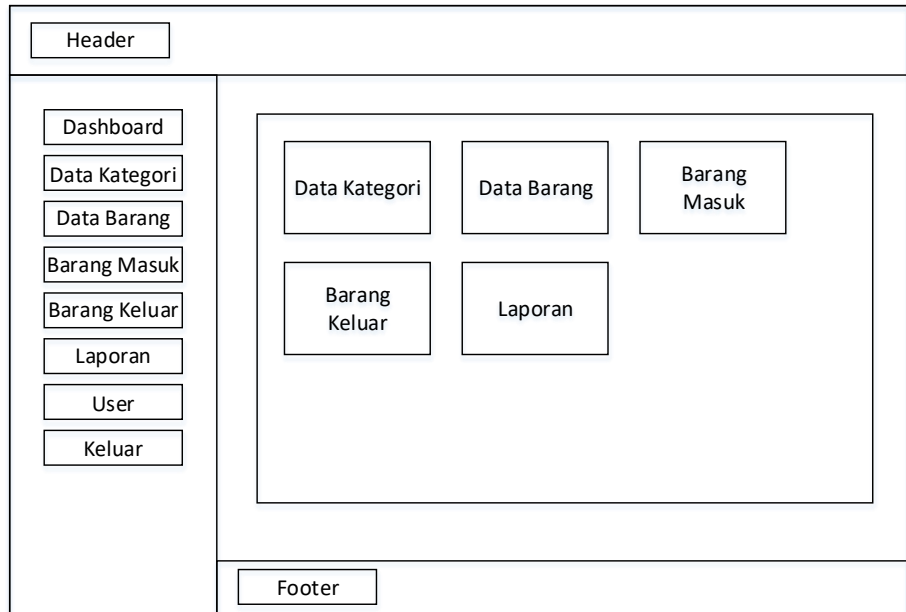 Header
Dashboard
Data Kategori
Data Barang
Barang Masuk
Barang Keluar
Laporan
User
Keluar
Data Kategori
Data Barang
Barang
Masuk
Barang
Keluar
Laporan
Footer